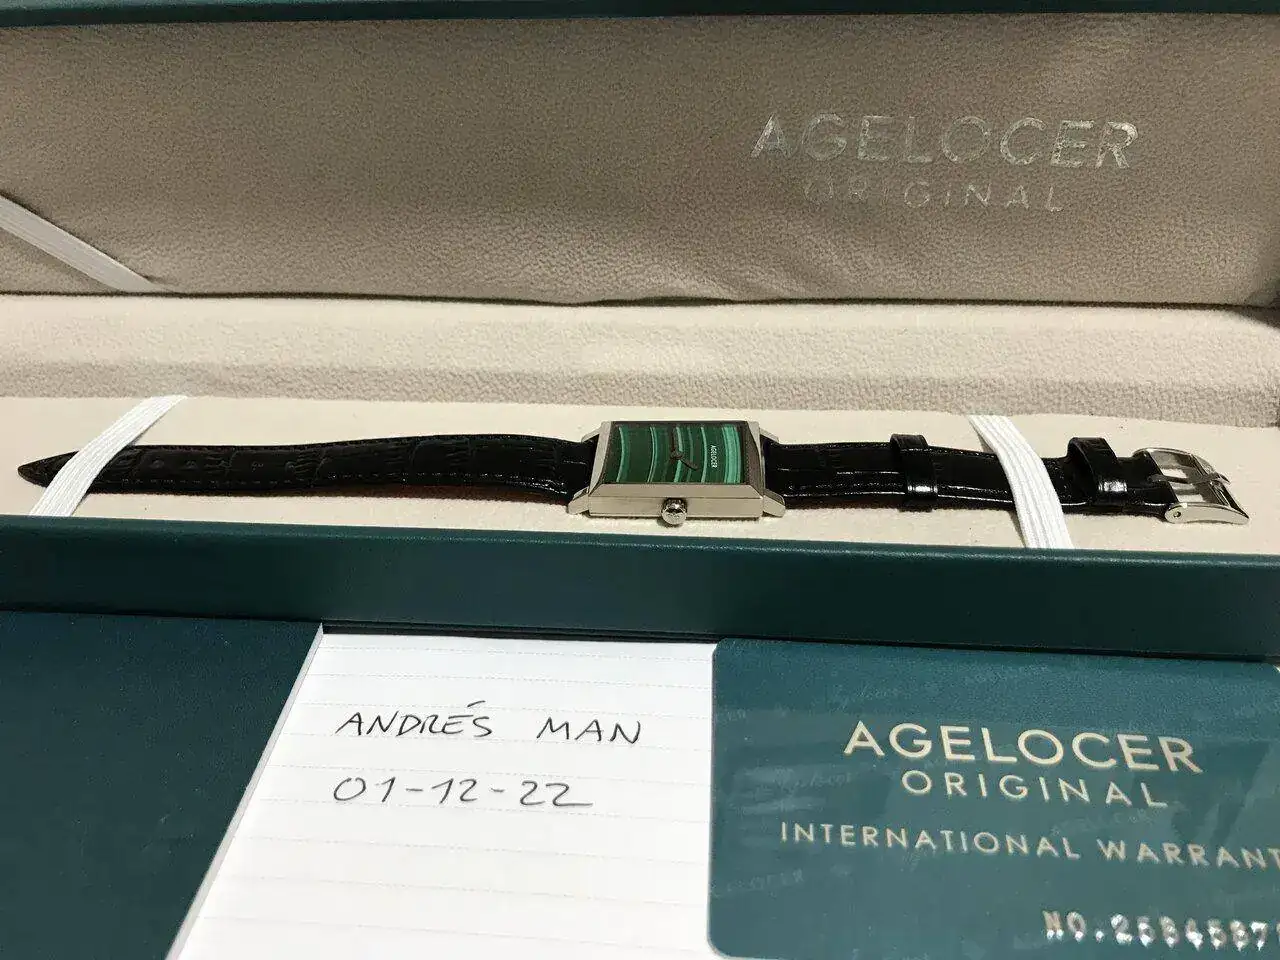 AGELOCER
ORIGINAL
AGELOCER
ANDRÉS MAN
01-12-22
AGELOCER
ORIGINAL
INTERNATIONAL WARRANT